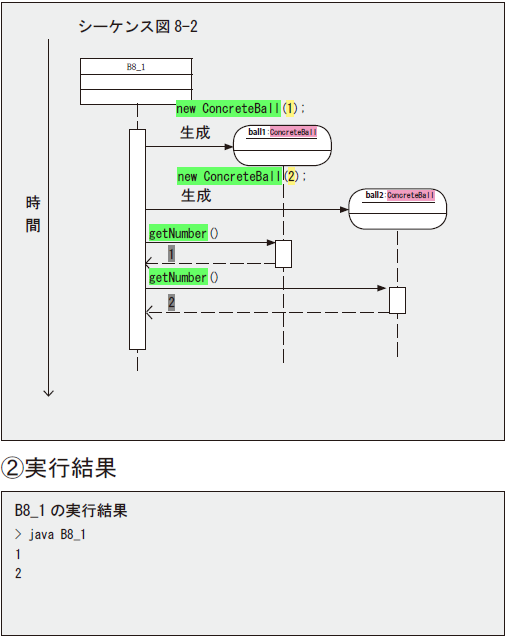 シーケンス図 8-2
B8_1
new ConcreteBall(1);
生成
ball1:ConcreteBall
new ConcreteBall(2);
生成
ball2:ConcreteBall
時
間
getNumber()
1
getNumber()
2
②実行結果
B8_1 の実行結果
> java B8_1
1
2